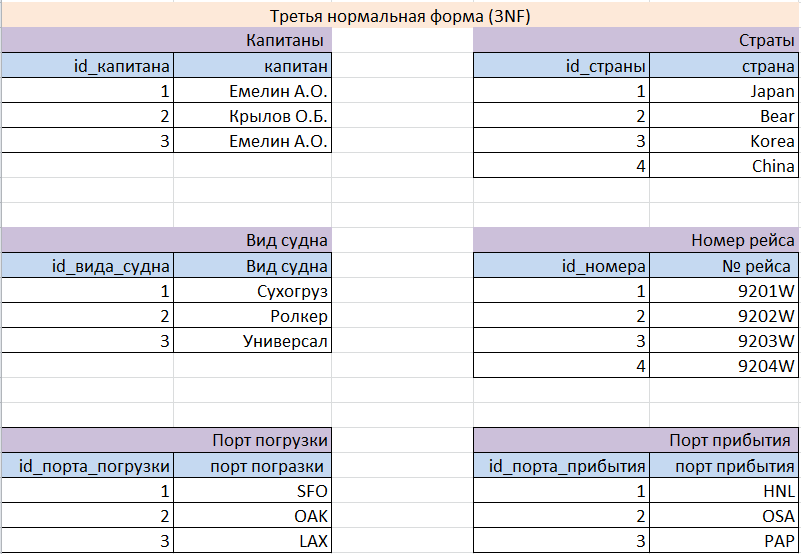 Третья нормальная форма (3NF)
Капитаны Страты
id_капитана капитан id_страны страна
1 Емелин А.О. 1 Japan
2 Крылов О.Б. 2 Bear
3 Емелин А.О. 3 Korea
4 China
Вид судна Номер рейса
id_вида_судна Вид судна id_номера № рейса
1 Сухогруз 1 9201W
2 Ролкер 2 9202W
3 Универсал 3 9203W
4 9204W
Порт погрузки Порт прибытия
id_порта_погрузки порт погразки id_порта_прибытия порт прибытия
1 SFO 1 HNL
2 OAK 2 OSA
3 LAX 3 PAP